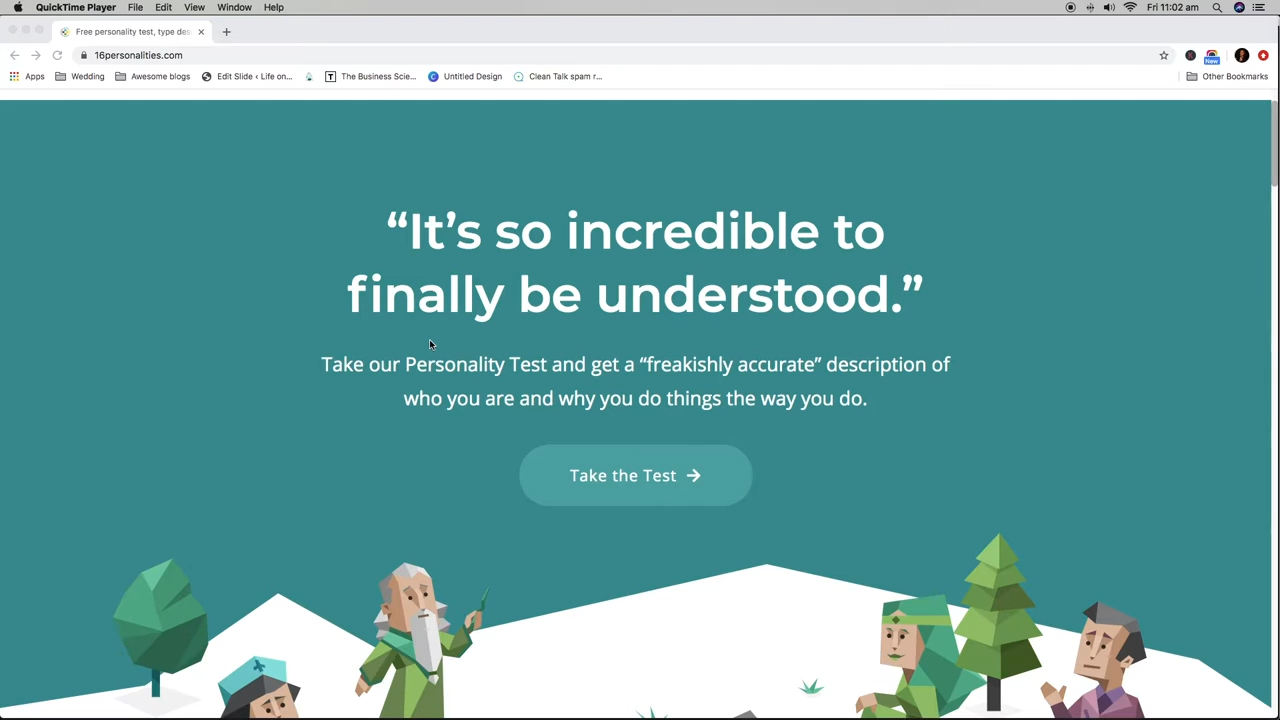 QuickTime Player File Edit View Window Help Fri 11:02 am
Free personality test, type des
16personalities.com
New
Apps Wedding Awesome blogs Edit Slide ‹ Life on... T The Business Scie... C Untitled Design Clean Talk spam r... Other Bookmarks
“It’s so incredible to
finally be understood.”
Take our Personality Test and get a “freakishly accurate” description of
who you are and why you do things the way you do.
Take the Test →